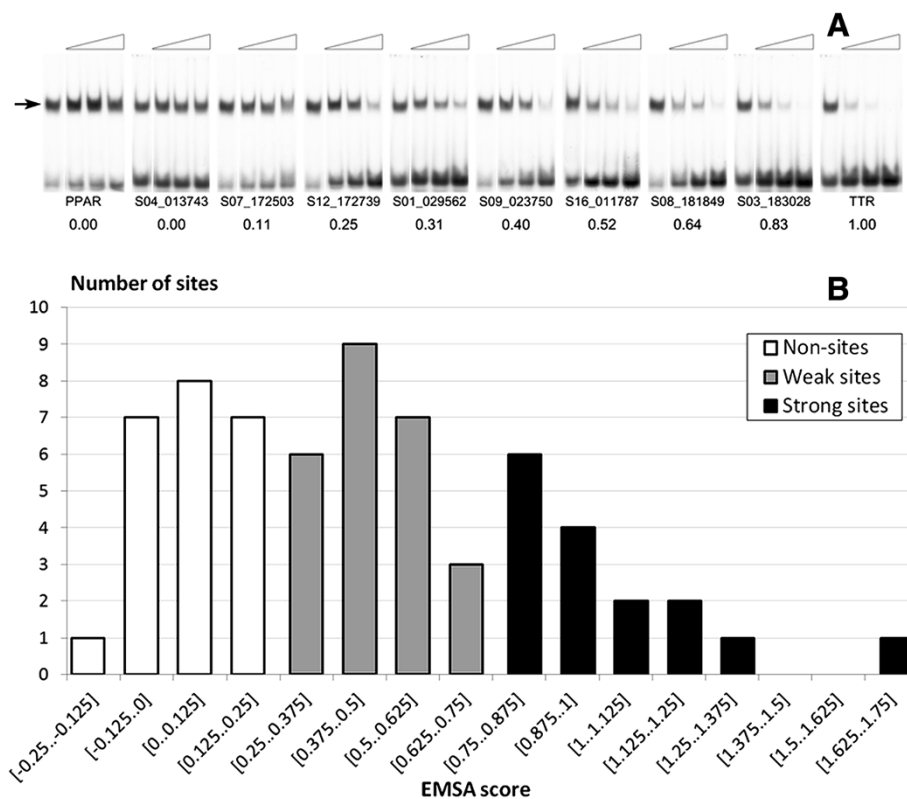 A
PPAR S04_013743 S07_172503 S12_172739 S01_029562 S09_023750 S16_011787 S08_181849 S03_183028 TTR
0.00 0.00 0.11 0.25 0.31 0.40 0.52 0.64 0.83 1.00
B
Number of sites
10
9
8
7
6
5
4
3
2
1
0
Non-sites
Weak sites
Strong sites
[-0.25..-0.125] [-0.125..0] [0..0.125] [0.125..0.25] [0.25..0.375] [0.375..0.5] [0.5..0.625] [0.625..0.75] [0.75..0.875] [0.875..1] [1..1.125] [1.125..1.25] [1.25..1.375] [1.375..1.5] [1.5..1.625] [1.625..1.75]
EMSA score